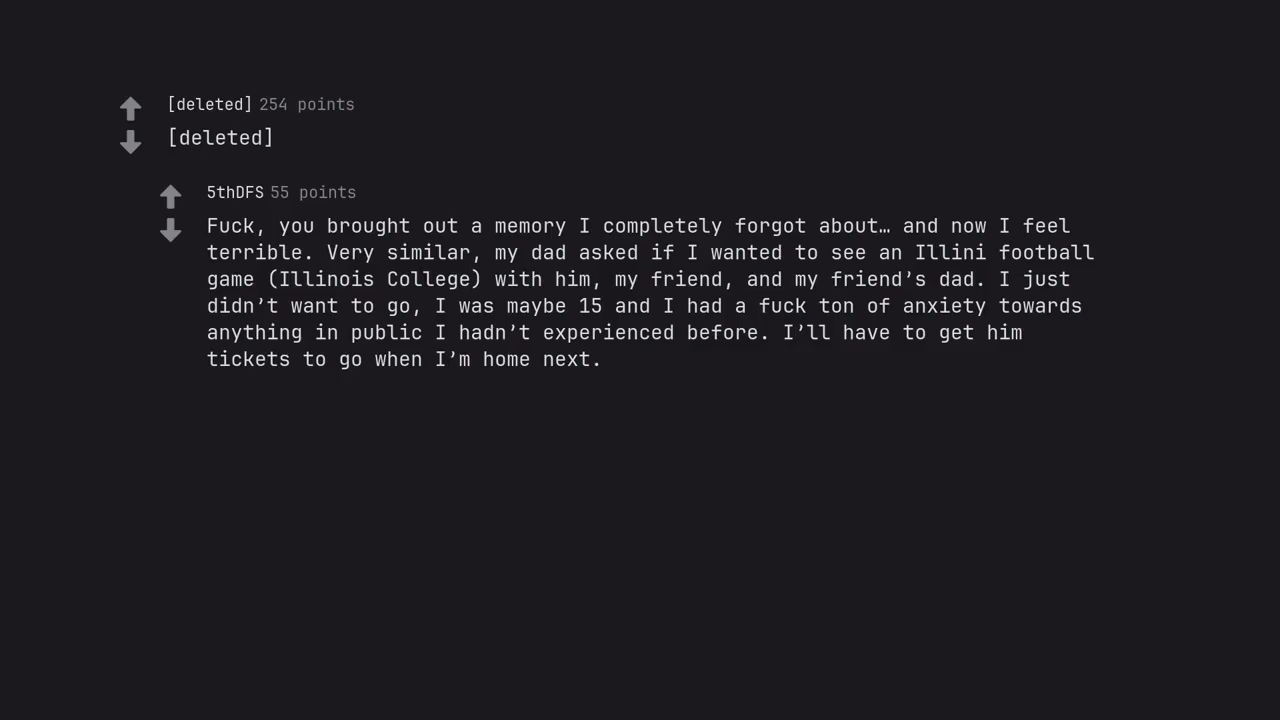 [deleted] 254 points
[deleted]
5thDFS 55 points
Fuck, you brought out a memory I completely forgot about… and now I feel
terrible. Very similar, my dad asked if I wanted to see an Illini football
game (Illinois College) with him, my friend, and my friend’s dad. I just
didn’t want to go, I was maybe 15 and I had a fuck ton of anxiety towards
anything in public I hadn’t experienced before. I’ll have to get him
tickets to go when I’m home next.